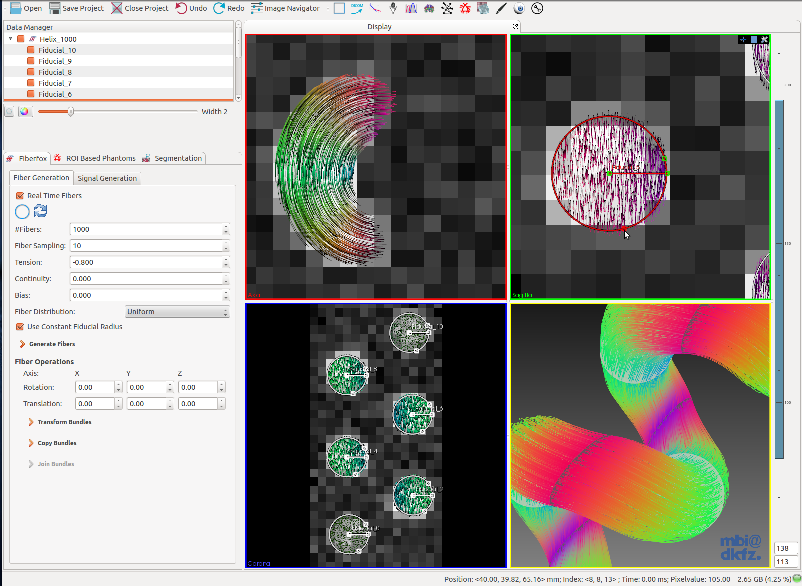 Open Save Project Close Project Undo Redo Image Navigator DICOM
Data Manager
Helix_1000
Fiducial_10
Fiducial_9
Fiducial_8
Fiducial_7
Fiducial_6
Width 2
Fiberfox ROI Based Phantoms Segmentation
Fiber Generation Signal Generation
Real Time Fibers
#Fibers: 1000
Fiber Sampling: 10
Tension: -0.800
Continuity: 0.000
Bias: 0.000
Fiber Distribution: Uniform
Use Constant Fiducial Radius
Generate Fibers
Fiber Operations
Axis: X Y Z
Rotation: 0.00 0.00 0.00
Translation: 0.00 0.00 0.00
Transform Bundles
Copy Bundles
Join Bundles
Display
mbi@
dkfz.
138
113
Position: <40.00, 39.82, 65.16> mm; Index: <8, 8, 13> ; Time: 0.00 ms; Pixelvalue: 105.00 2.65 GB (4.25 %)